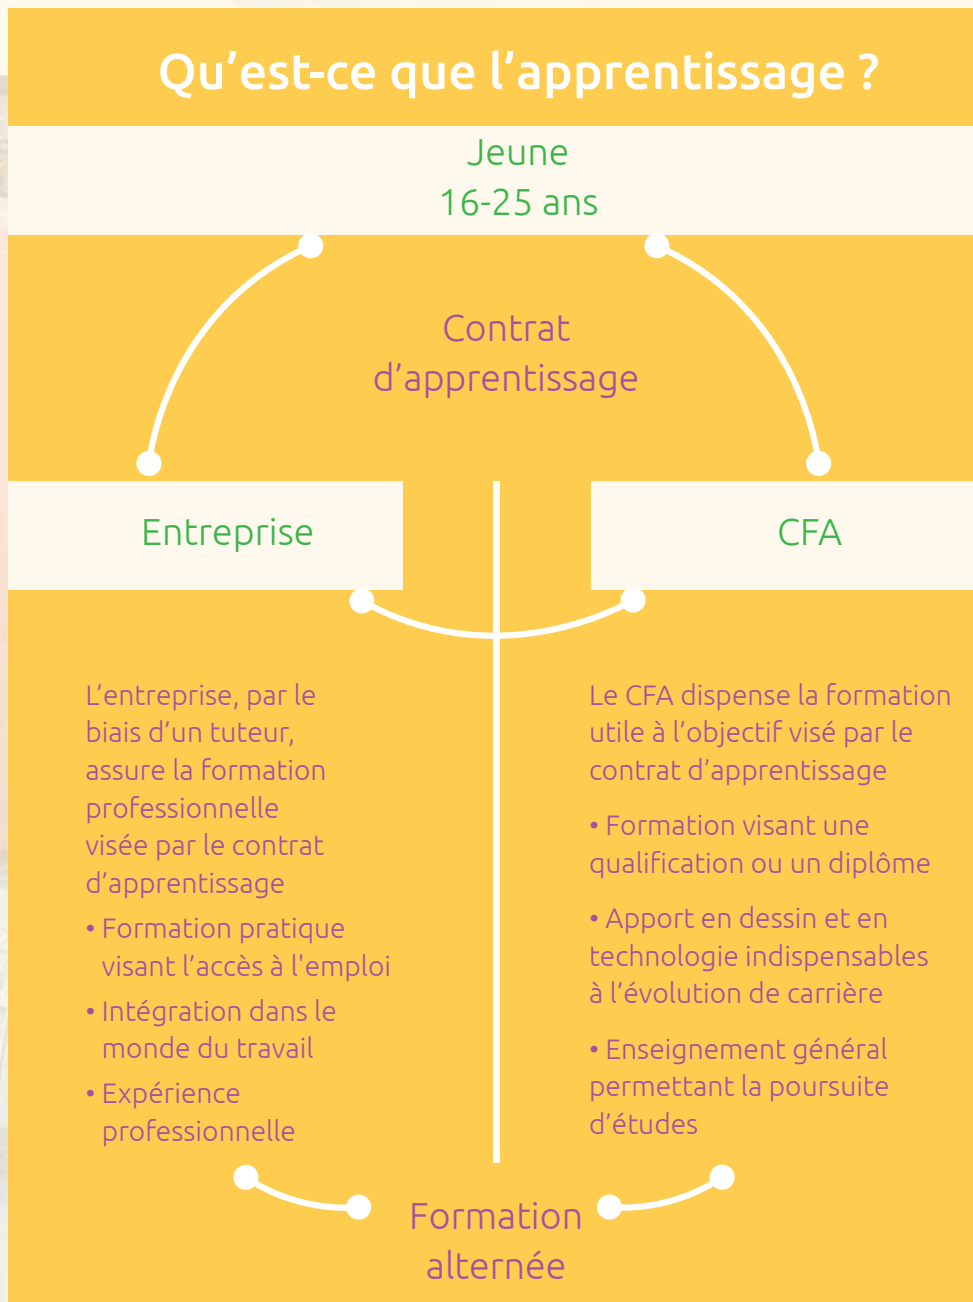 Qu’est-ce que l’apprentissage ?
Jeune
16-25 ans
Contrat
d’apprentissage
Entreprise
CFA
L’entreprise, par le
biais d’un tuteur,
assure la formation
professionnelle
visée par le contrat
d’apprentissage
• Formation pratique
visant l’accès à l'emploi
• Intégration dans le
monde du travail
• Expérience
professionnelle
Le CFA dispense la formation
utile à l’objectif visé par le
contrat d’apprentissage
• Formation visant une
qualification ou un diplôme
• Apport en dessin et en
technologie indispensables
à l’évolution de carrière
• Enseignement général
permettant la poursuite
d’études
Formation
alternée